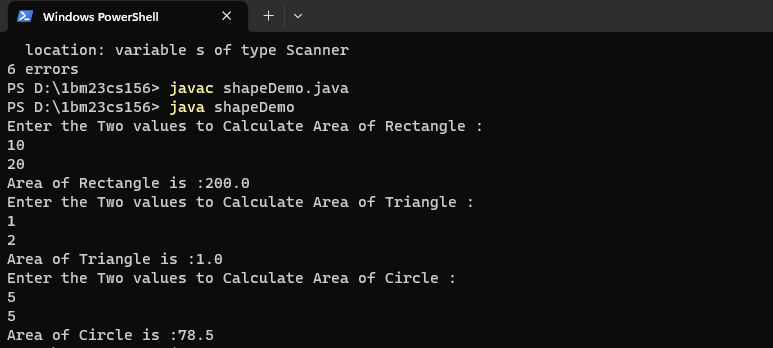 Windows PowerShell
location: variable s of type Scanner
6 errors
PS D:\1bm23cs156> javac shapeDemo.java
PS D:\1bm23cs156> java shapeDemo
Enter the Two values to Calculate Area of Rectangle :
10
20
Area of Rectangle is :200.0
Enter the Two values to Calculate Area of Triangle :
1
2
Area of Triangle is :1.0
Enter the Two values to Calculate Area of Circle :
5
5
Area of Circle is :78.5